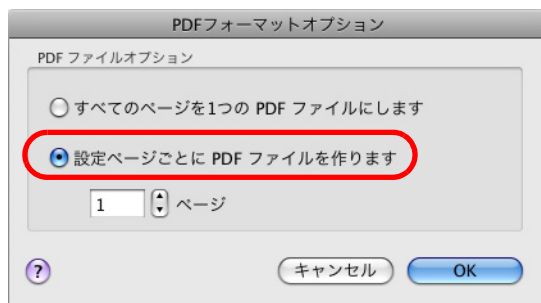 PDFフォーマットオプション
PDF ファイルオプション
すべてのページを1つの PDF ファイルにします
設定ページごとに PDF ファイルを作ります
1 ページ
? キャンセル OK